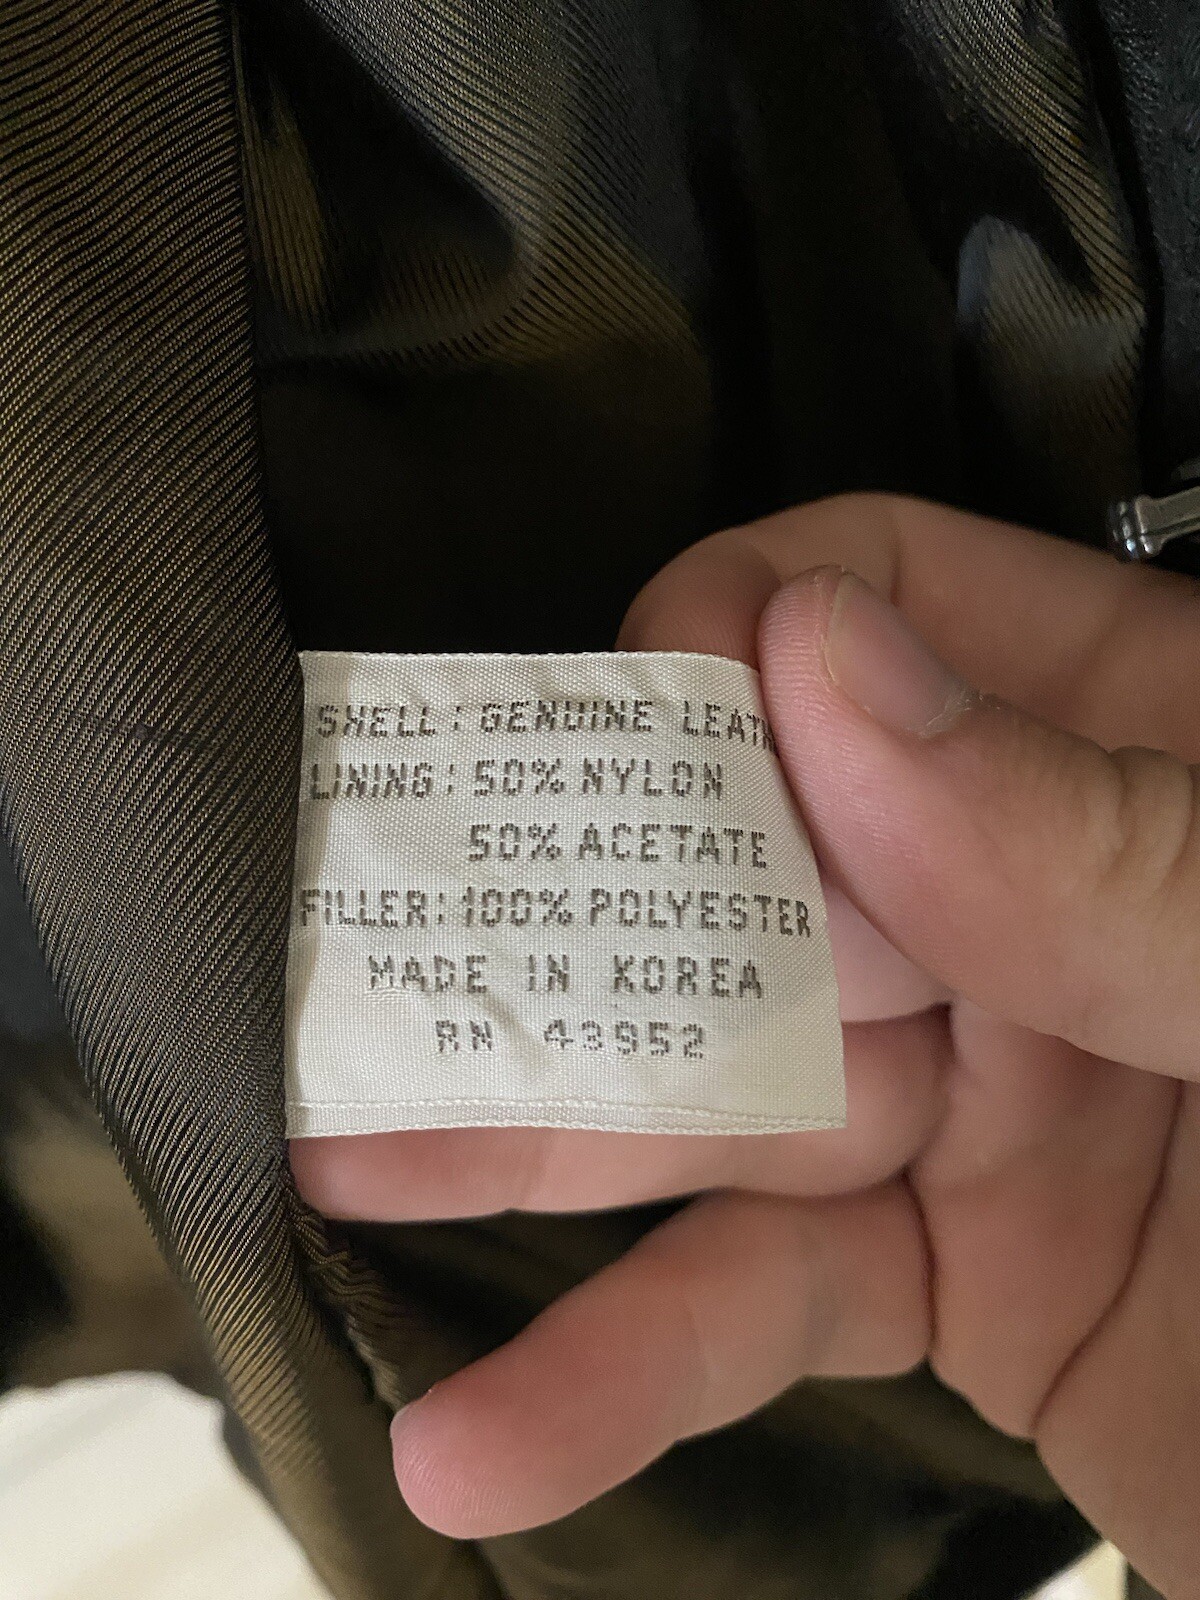 SHELL: GENUINE LEATH
LINING: 50% NYLON
50% ACETATE
FILLER: 100% POLYESTER
MADE IN KOREA
RN 43952